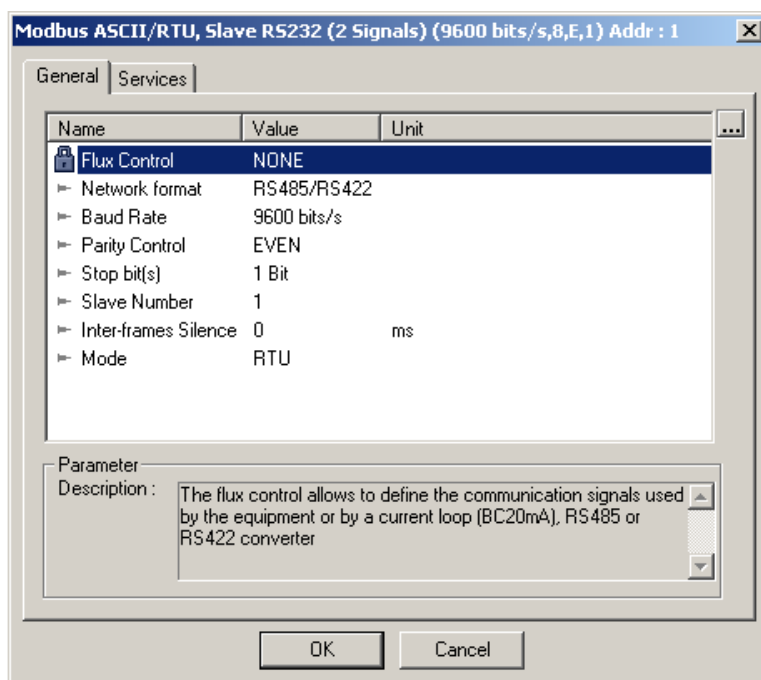 Modbus ASCII/RTU, Slave RS232 (2 Signals) (9600 bits/s,8,E,1) Addr : 1
General Services
Name Value Unit
...
Flux Control NONE
Network format RS485/RS422
Baud Rate 9600 bits/s
Parity Control EVEN
Stop bit(s) 1 Bit
Slave Number 1
Inter-frames Silence 0 ms
Mode RTU
Parameter
Description : The flux control allows to define the communication signals used
by the equipment or by a current loop (BC20mA), RS485 or
RS422 converter
OK Cancel